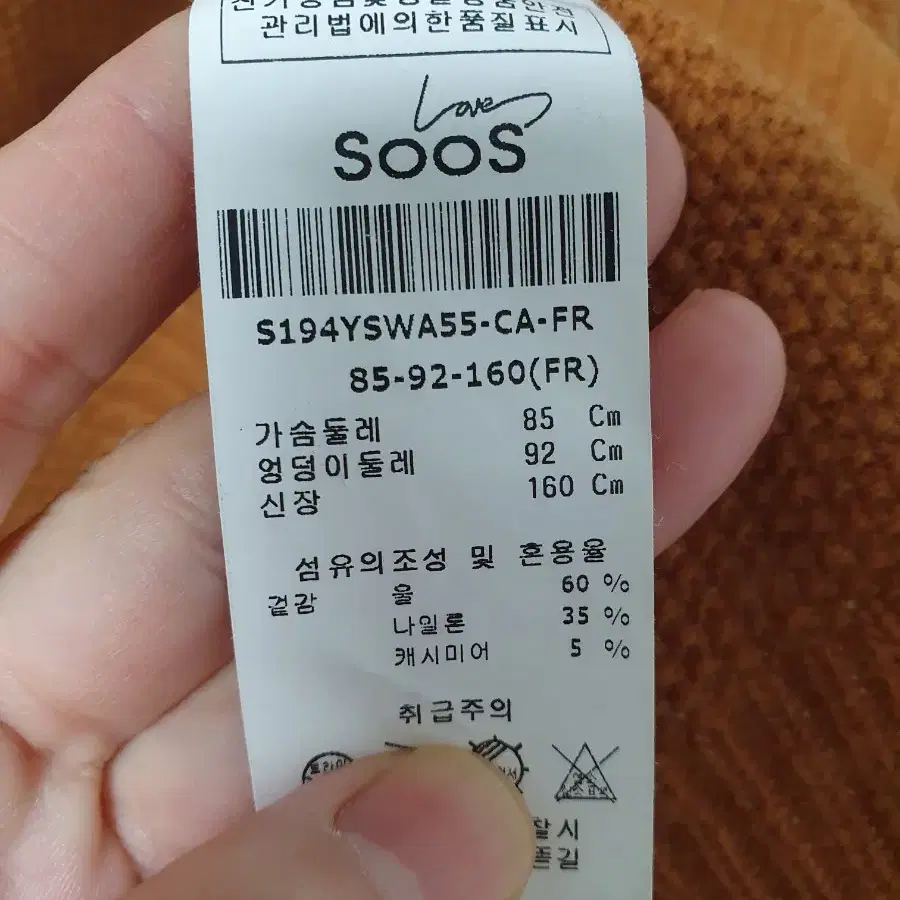 관리법에의한품질표시
Loves
SOOS
S194YSWA55-CA-FR
85-92-160(FR)
가슴둘레 85 Cm
엉덩이둘레 92 Cm
신장 160 Cm
섬유의조성 및 혼용율
겉감 울 60 %
나일론 35 %
캐시미어 5 %
취급주의